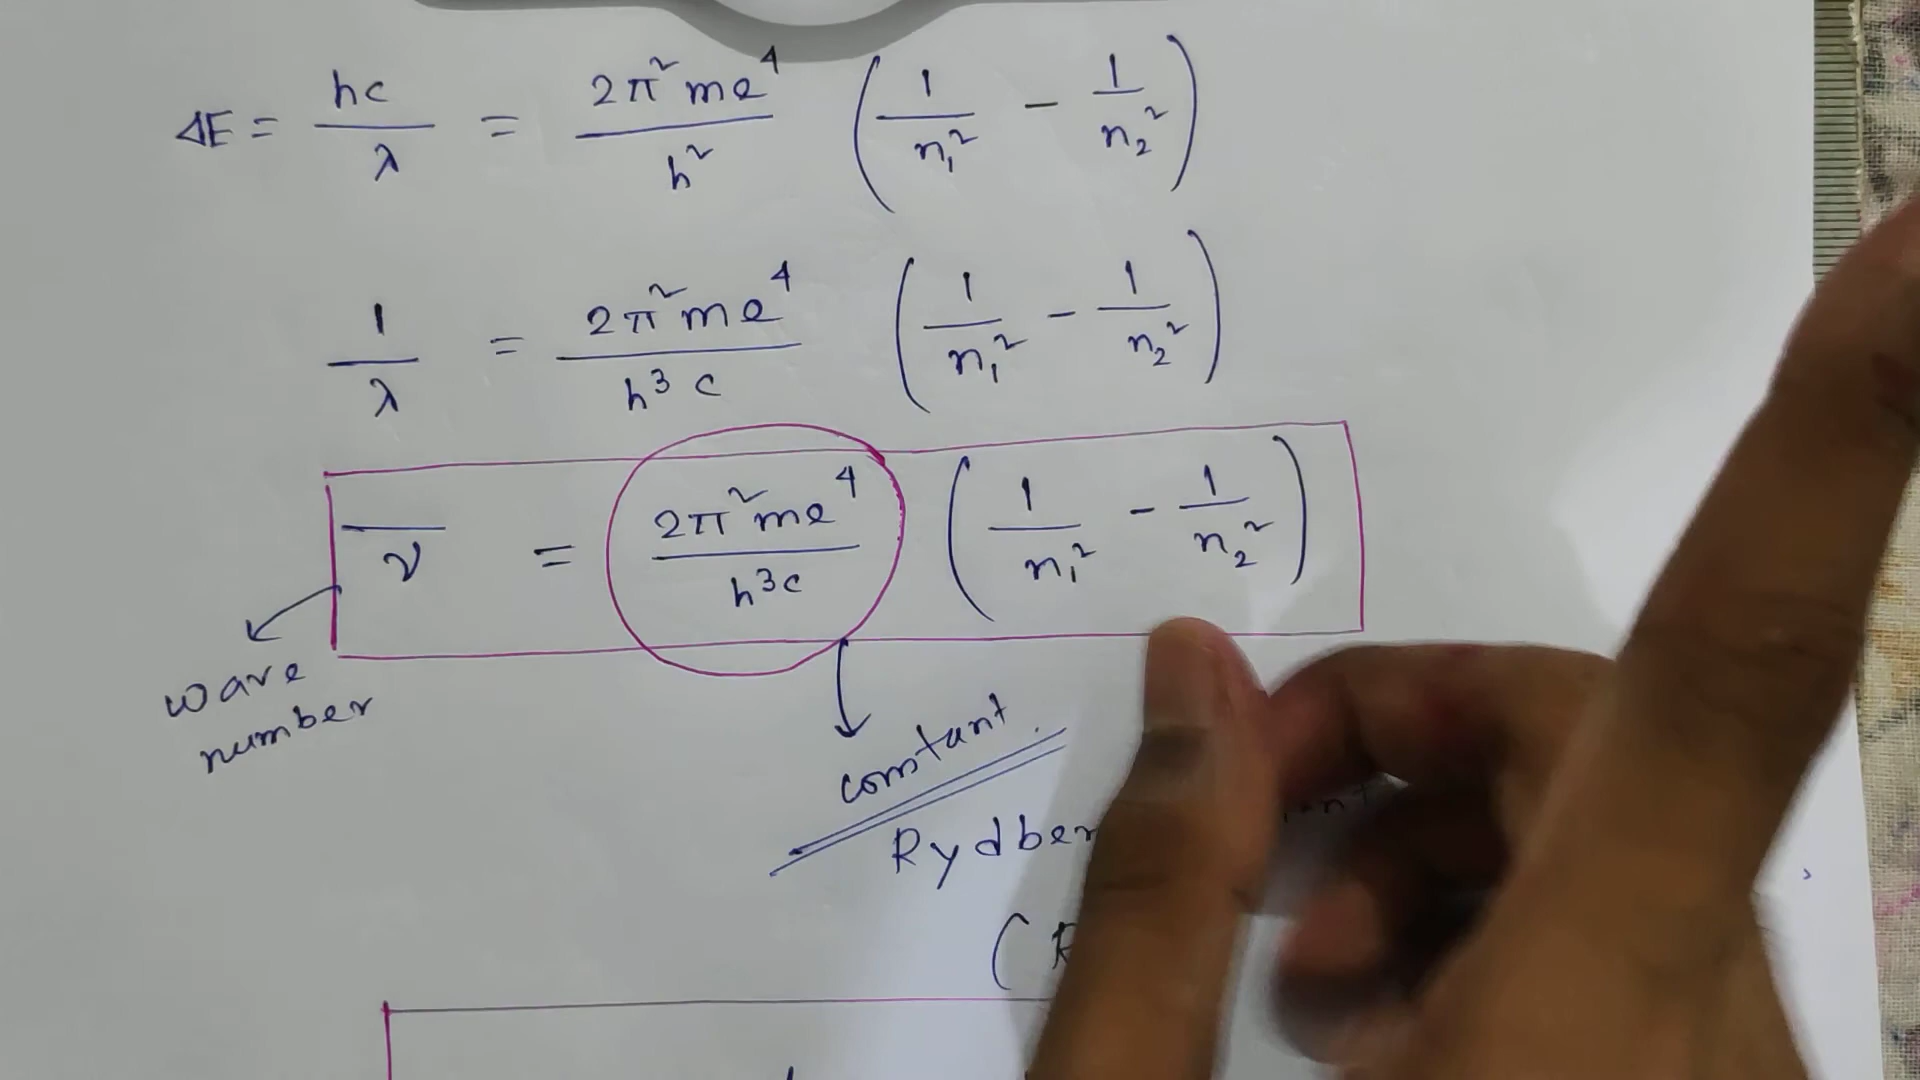 ΔE = hc/λ = 2π²me⁴/h² (1/n₁² - 1/n₂²)
1/λ = 2π²me⁴/h³c (1/n₁² - 1/n₂²)
ν̅ = 2π²me⁴/h³c (1/n₁² - 1/n₂²)
wave
number
constant.